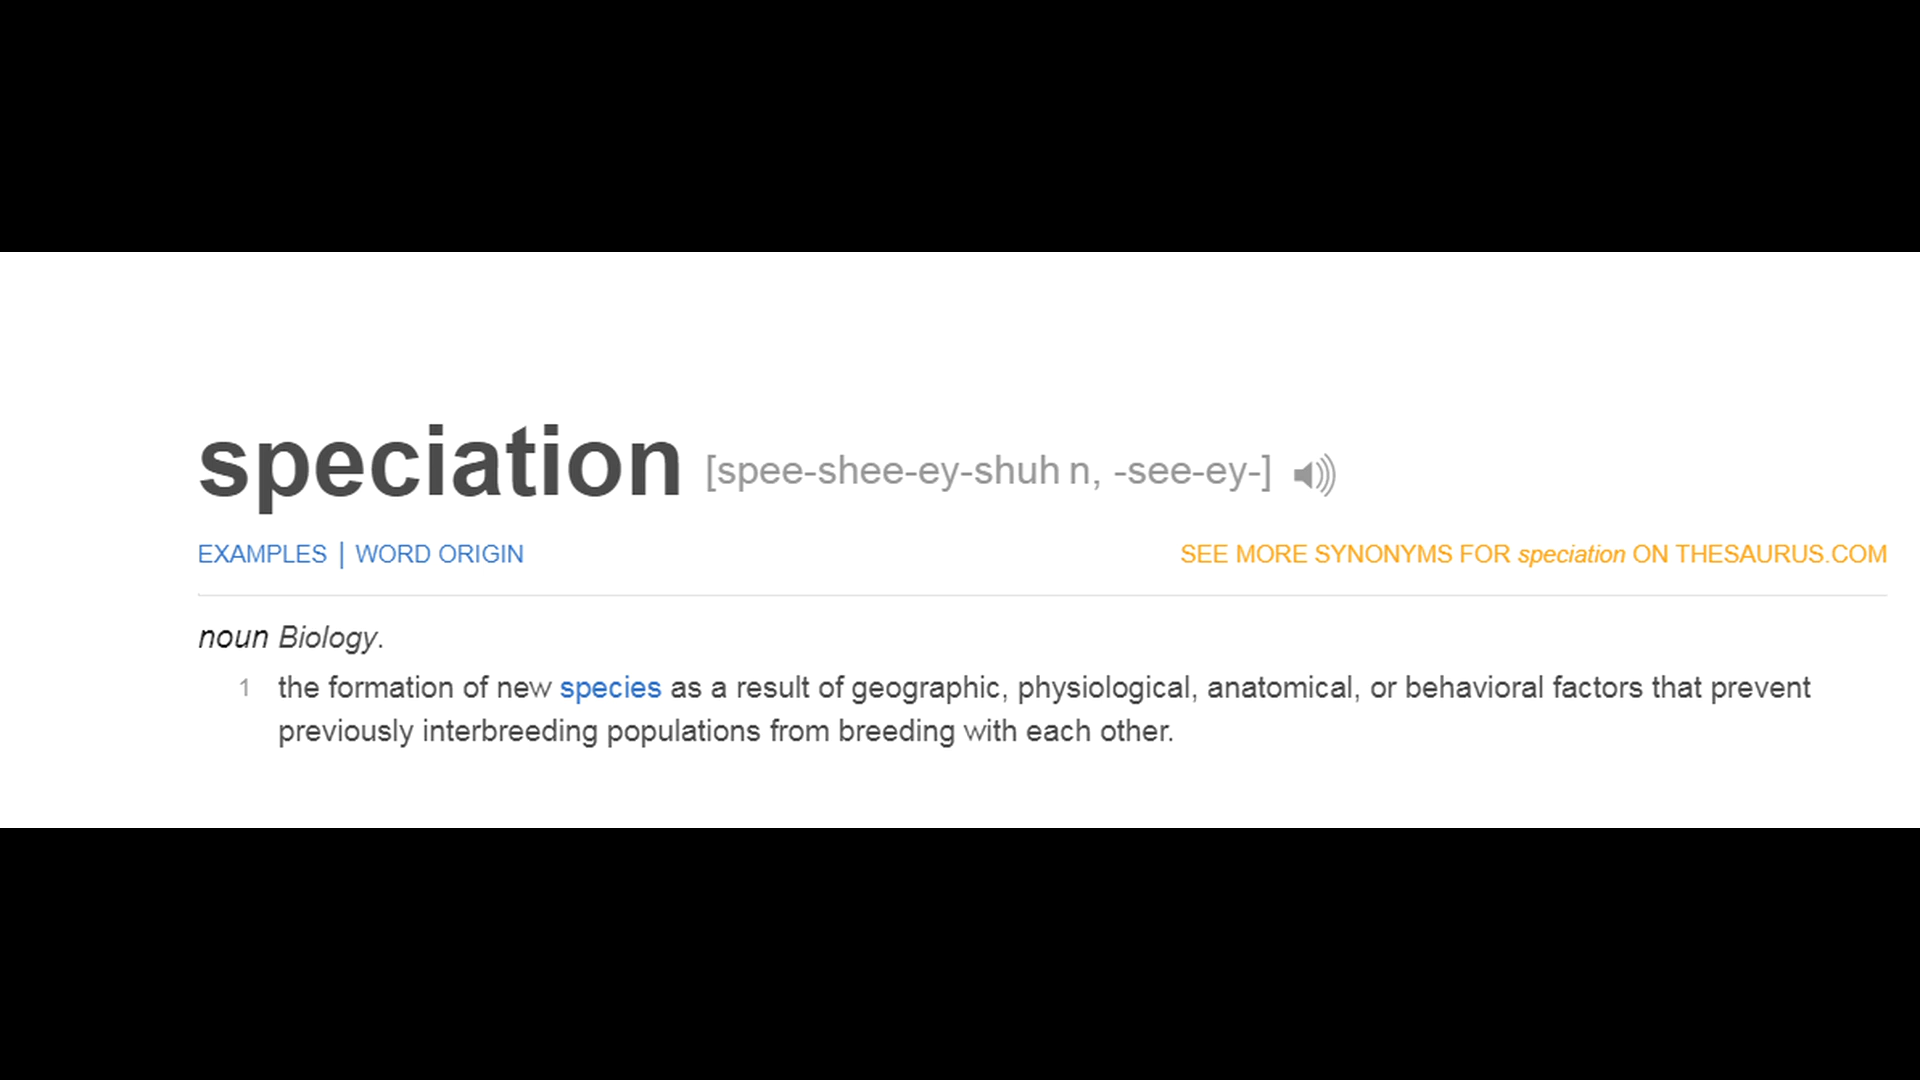 speciation [spee-shee-ey-shuh n, -see-ey-]
EXAMPLES | WORD ORIGIN SEE MORE SYNONYMS FOR speciation ON THESAURUS.COM
noun Biology.
1 the formation of new species as a result of geographic, physiological, anatomical, or behavioral factors that prevent
previously interbreeding populations from breeding with each other.